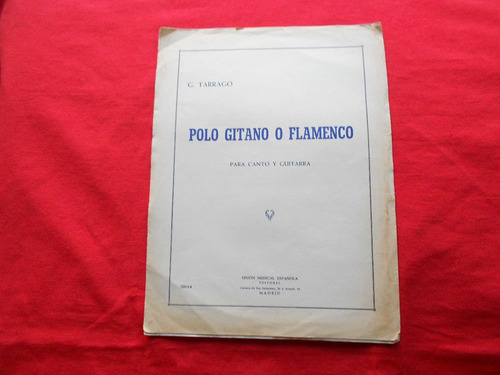 G. TARRAGO
POLO GITANO O FLAMENCO
PARA CANTO Y GUITARRA
UNION MUSICAL ESPAÑOLA
EDITORES
MADRID